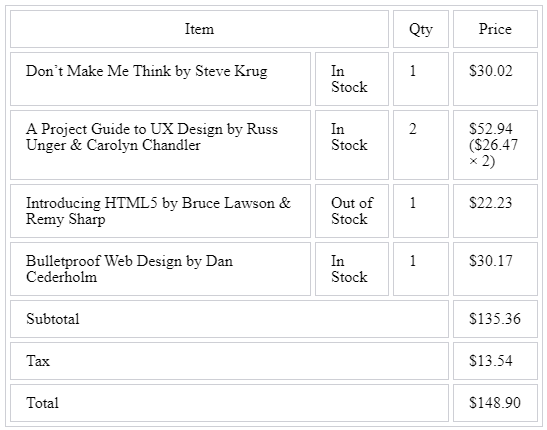 Item Qty Price
Don’t Make Me Think by Steve Krug In Stock 1 $30.02
A Project Guide to UX Design by Russ Unger & Carolyn Chandler In Stock 2 $52.94 ($26.47 × 2)
Introducing HTML5 by Bruce Lawson & Remy Sharp Out of Stock 1 $22.23
Bulletproof Web Design by Dan Cederholm In Stock 1 $30.17
Subtotal $135.36
Tax $13.54
Total $148.90